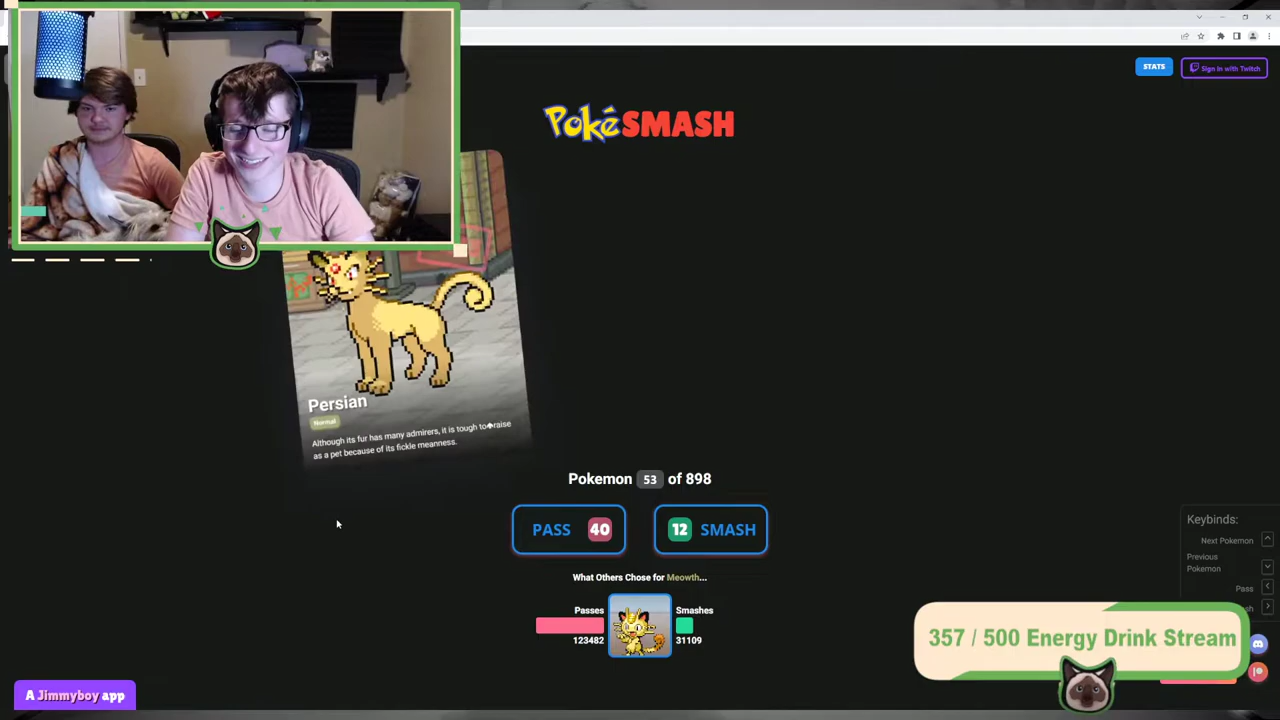 STATS
Sign in with Twitch
PokéSMASH
Persian
Normal
Although its fur has many admirers, it is tough to raise
as a pet because of its fickle meanness.
Pokemon 53 of 898
PASS 40
12 SMASH
What Others Chose for Meowth...
Passes
123482
Smashes
31109
Keybinds:
Next Pokemon
Previous
Pokemon
Pass
357 / 500 Energy Drink Stream
A Jimmyboy app